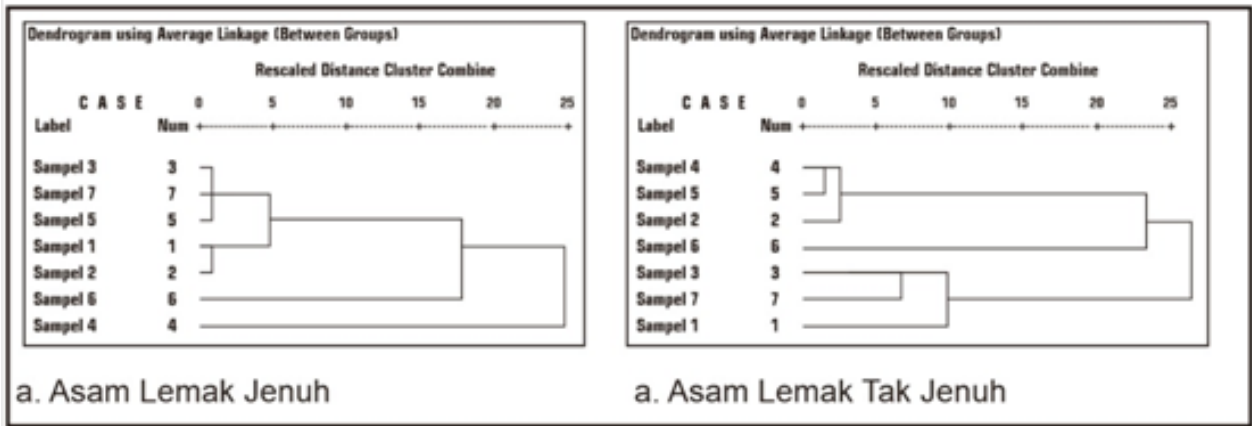 Dendrogram using Average Linkage (Between Groups)
Rescaled Distance Cluster Combine
C A S E 0 5 10 15 20 25
Label Num
Sampel 3 3
Sampel 7 7
Sampel 5 5
Sampel 1 1
Sampel 2 2
Sampel 6 6
Sampel 4 4
a. Asam Lemak Jenuh
Dendrogram using Average Linkage (Between Groups)
Rescaled Distance Cluster Combine
C A S E 0 5 10 15 20 25
Label Num
Sampel 4 4
Sampel 5 5
Sampel 2 2
Sampel 6 6
Sampel 3 3
Sampel 7 7
Sampel 1 1
a. Asam Lemak Tak Jenuh